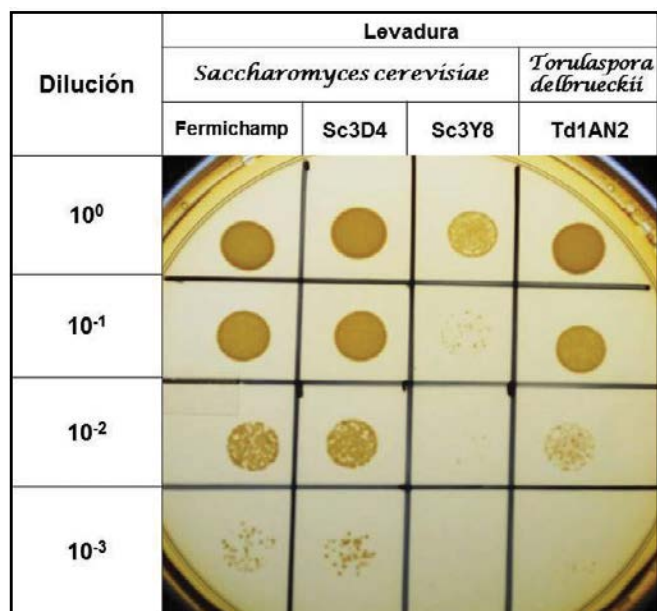 Levadura
Dilución
Saccharomyces cerevisiae
Torulaspora
delbrueckii
Fermichamp
Sc3D4
Sc3Y8
Td1AN2
10⁰
10⁻¹
10⁻²
10⁻³